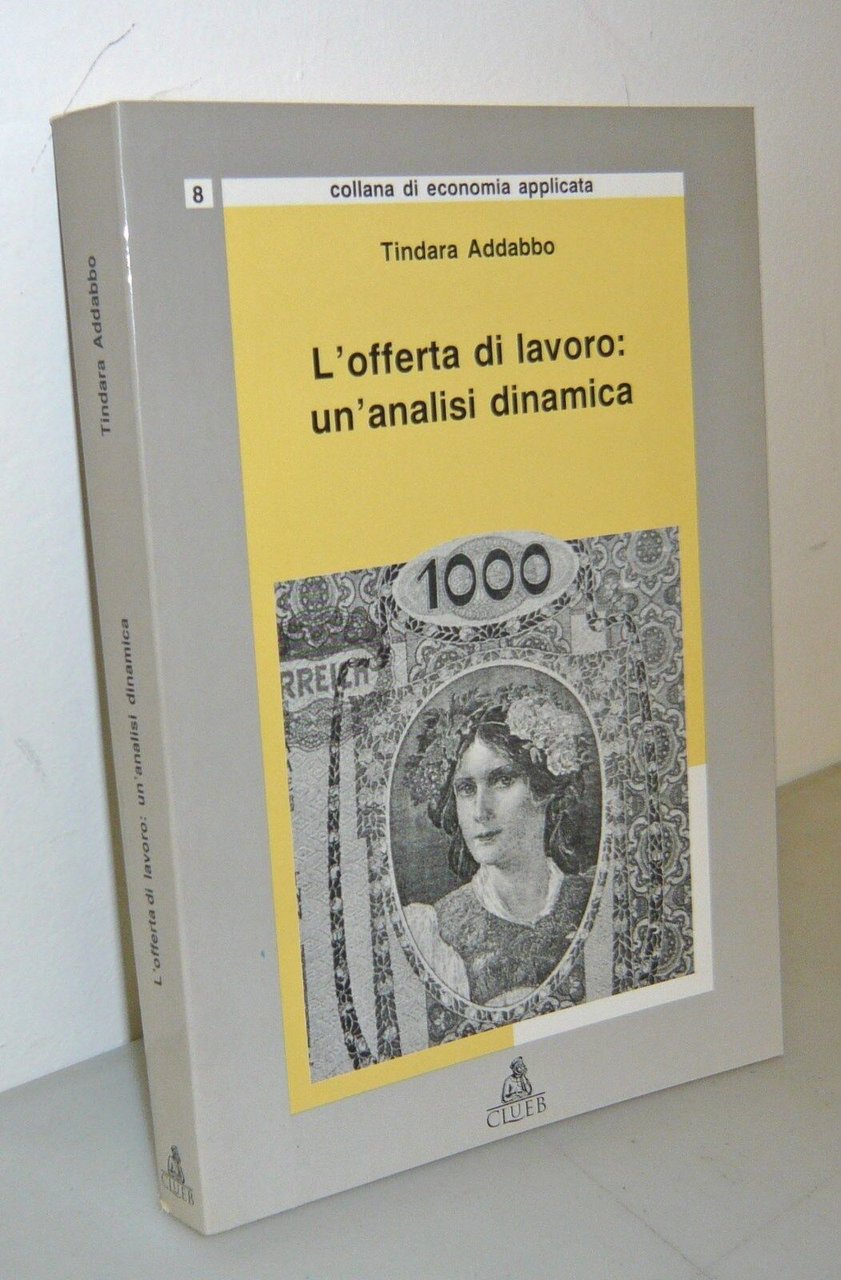 8
collana di economia applicata
Tindara Addabbo
L'offerta di lavoro:
un'analisi dinamica
1000
RREICH
CLUEB
Tindara Addabbo
L'offerta di lavoro: un'analisi dinamica
CLUEB